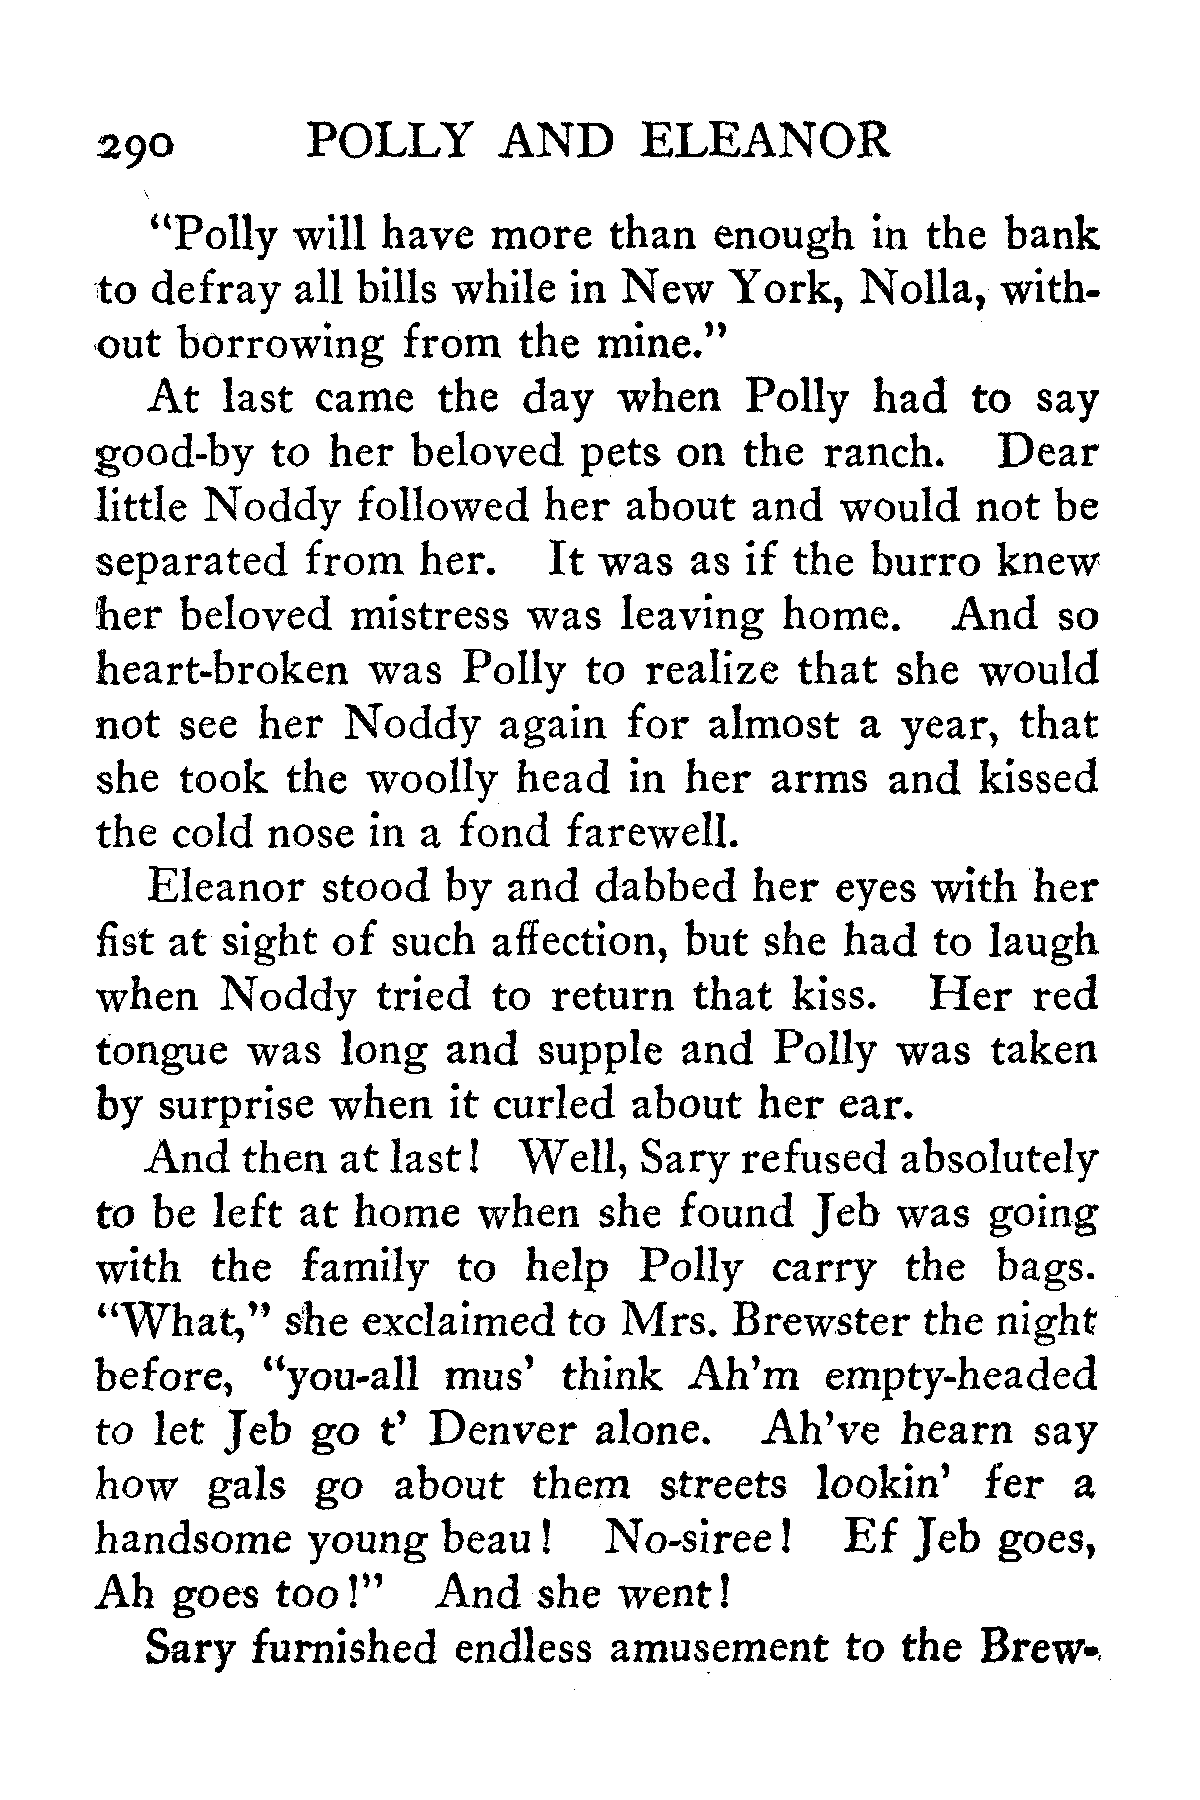 290 POLLY AND ELEANOR
"Polly will have more than enough in the bank
to defray all bills while in New York, Nolla, with-
out borrowing from the mine."
At last came the day when Polly had to say
good-by to her beloved pets on the ranch. Dear
little Noddy followed her about and would not be
separated from her. It was as if the burro knew
her beloved mistress was leaving home. And so
heart-broken was Polly to realize that she would
not see her Noddy again for almost a year, that
she took the woolly head in her arms and kissed
the cold nose in a fond farewell.
Eleanor stood by and dabbed her eyes with her
fist at sight of such affection, but she had to laugh
when Noddy tried to return that kiss. Her red
tongue was long and supple and Polly was taken
by surprise when it curled about her ear.
And then at last! Well, Sary refused absolutely
to be left at home when she found Jeb was going
with the family to help Polly carry the bags.
"What," she exclaimed to Mrs. Brewster the night
before, "you-all mus' think Ah'm empty-headed
to let Jeb go t' Denver alone. Ah've hearn say
how gals go about them streets lookin' fer a
handsome young beau! No-siree! Ef Jeb goes,
Ah goes too!" And she went!
Sary furnished endless amusement to the Brew-